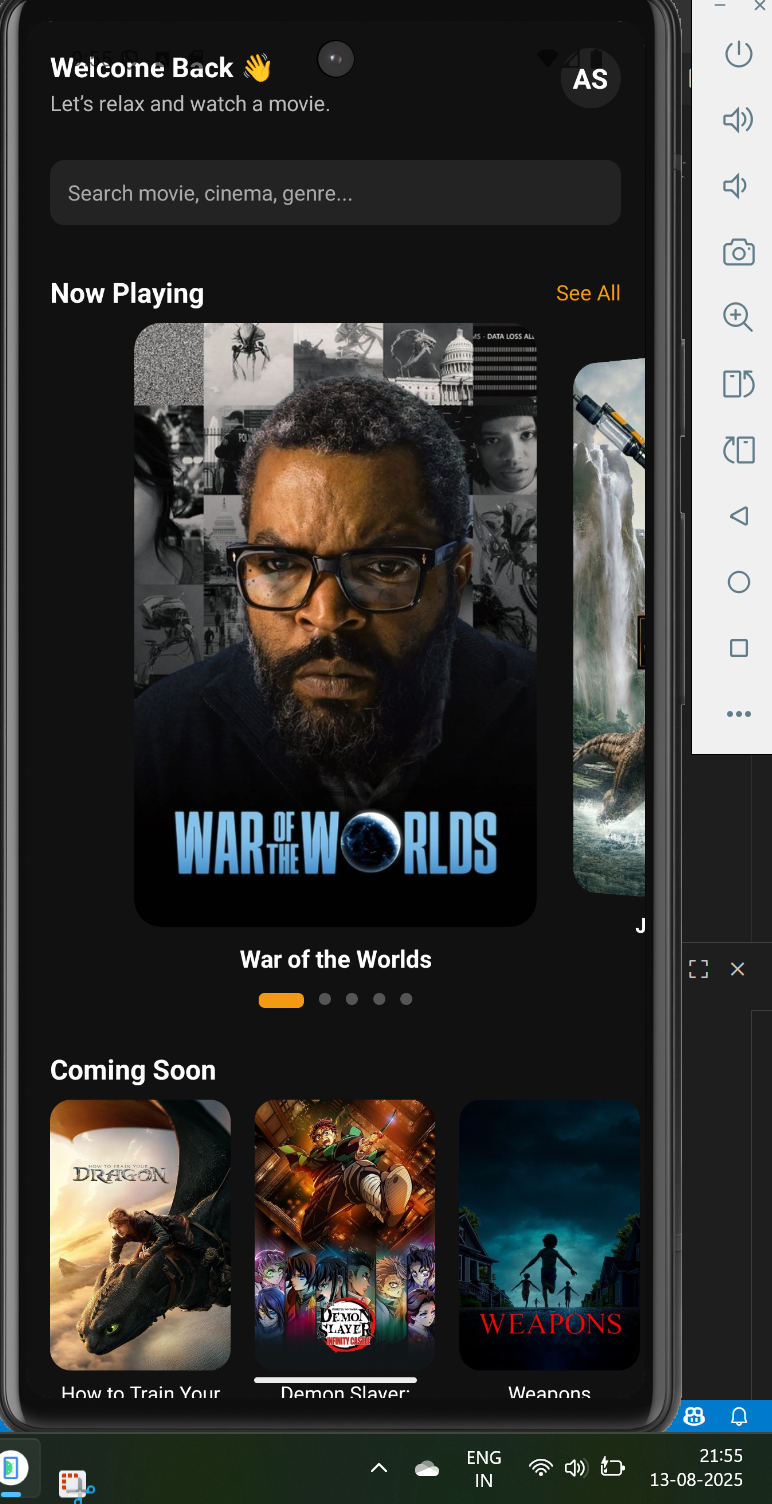 Welcome Back 👋
AS
Let's relax and watch a movie.
Search movie, cinema, genre...
Now Playing
See All
DATA LOSS
WAR OF THE WORLDS
J
War of the Worlds
Coming Soon
HOW TO TRAIN YOUR
DRAGON
DEMON
SLAYER
INFINITY CASTLE
WEAPONS
How to Train Your
Demon Slayer:
Weapons
ENG
IN
21:55
13-08-2025